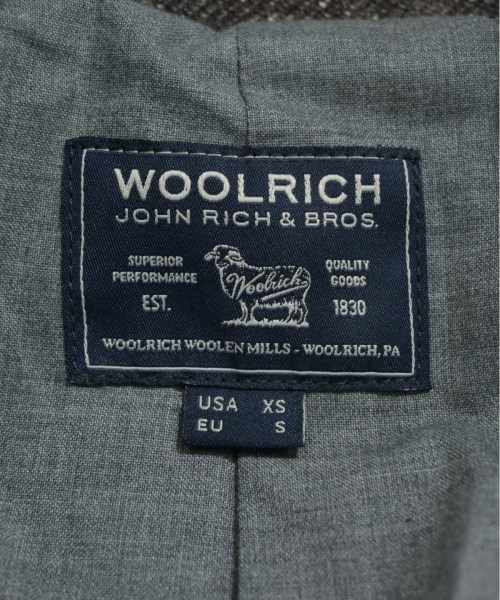 WOOLRICH
JOHN RICH & BROS.
SUPERIOR
PERFORMANCE
EST.
Woolrich
QUALITY
GOODS
1830
WOOLRICH WOOLEN MILLS - WOOLRICH, PA
USA XS
EU S